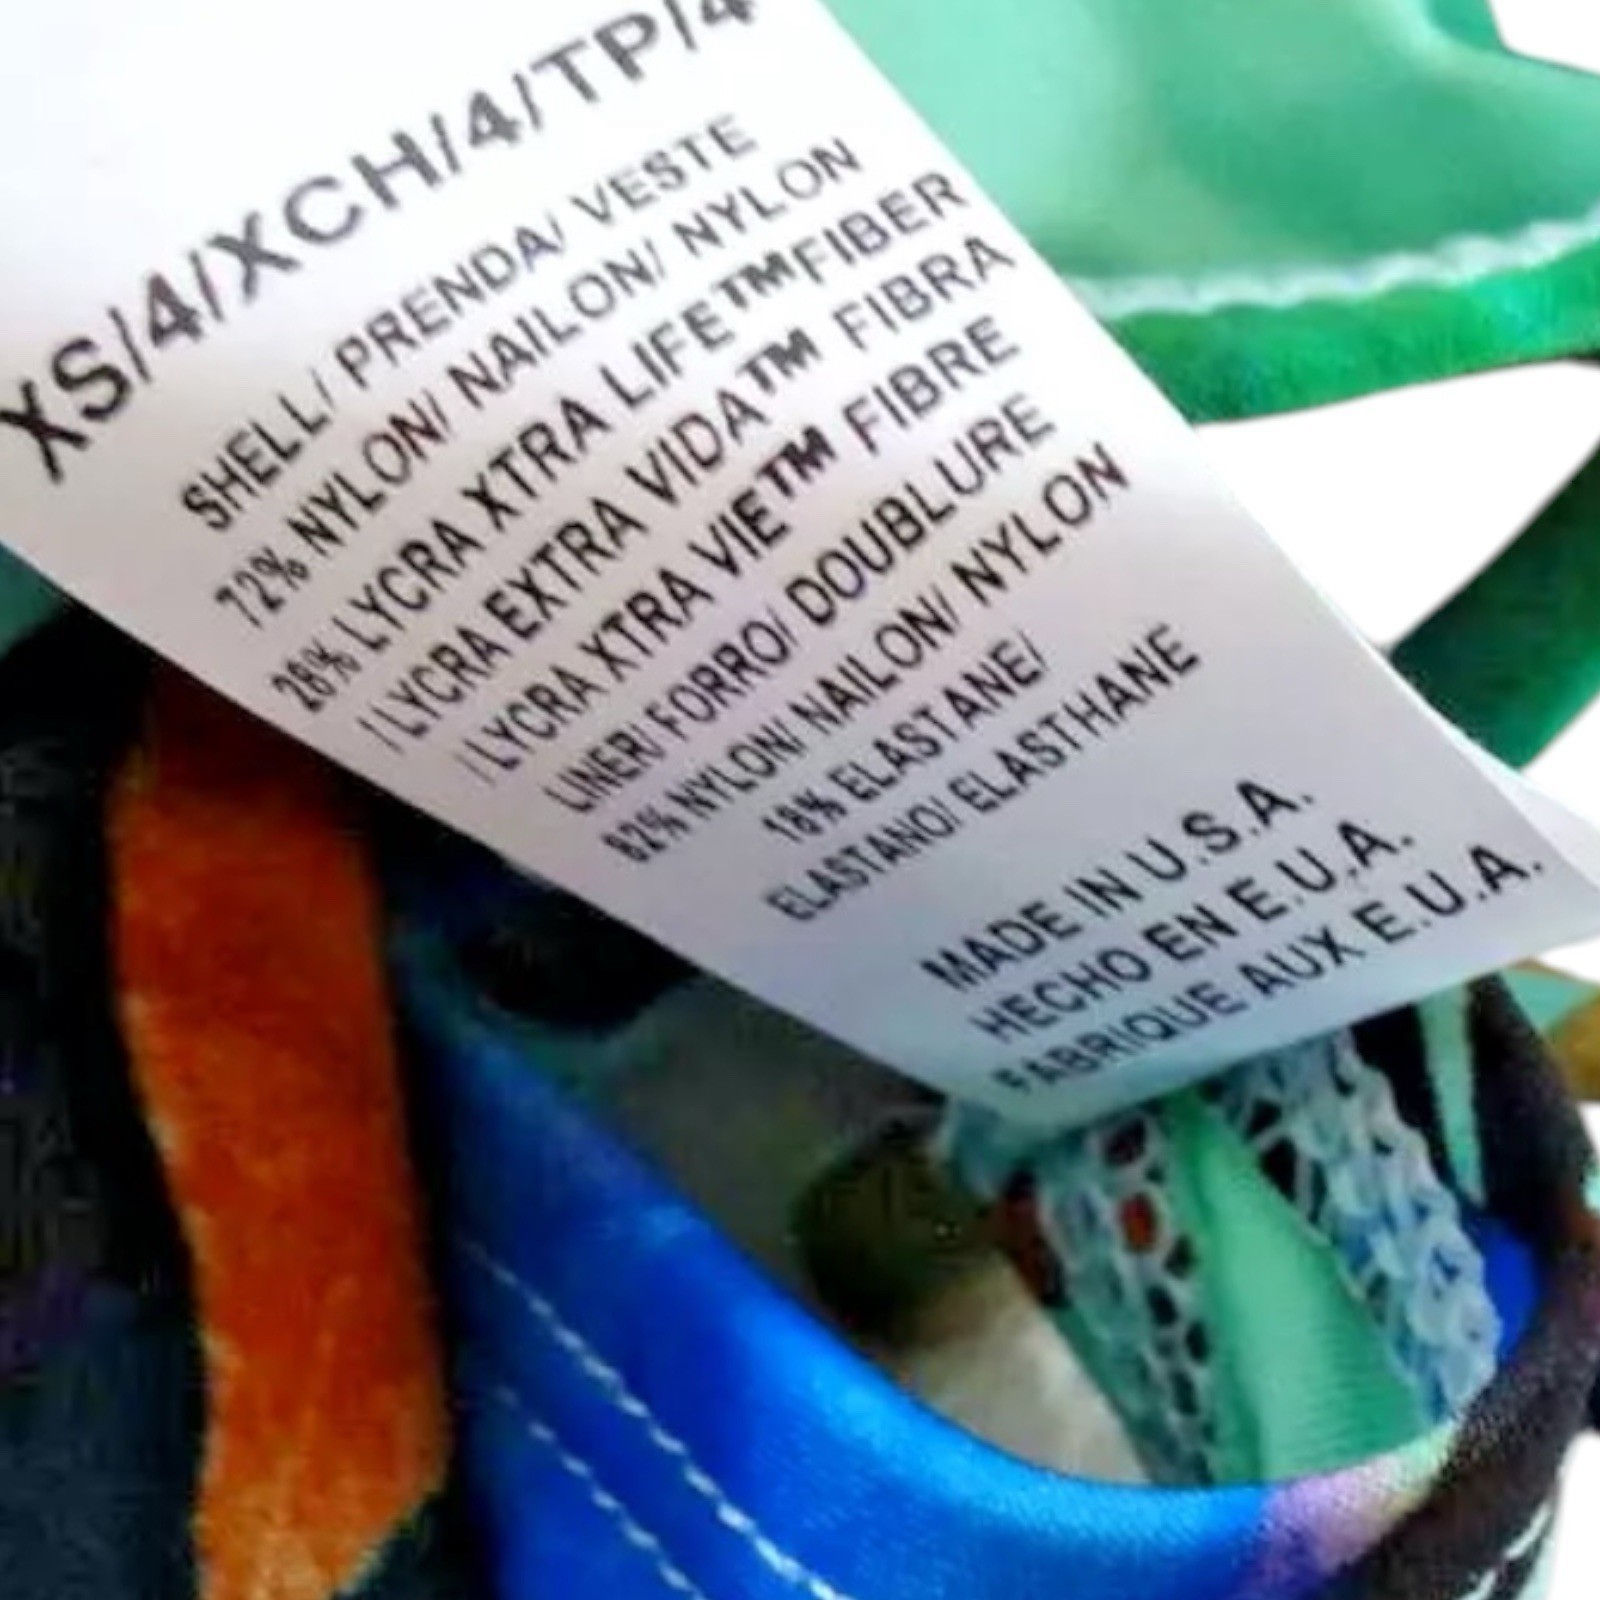 XS/4/XCH/4/TP/4
SHELL/ PRENDA/ VESTE
72% NYLON/ NAILON/ NYLON
28% LYCRA XTRA LIFE™FIBER
/ LYCRA EXTRA VIDA™ FIBRA
/ LYCRA XTRA VIE™ FIBRE
LINER/ FORRO/ DOUBLURE
82% NYLON/ NAILON/ NYLON
18% ELASTANE/
ELASTANO/ ELASTHANE
MADE IN U.S.A.
HECHO EN E.U.A.
FABRIQUE AUX E.U.A.